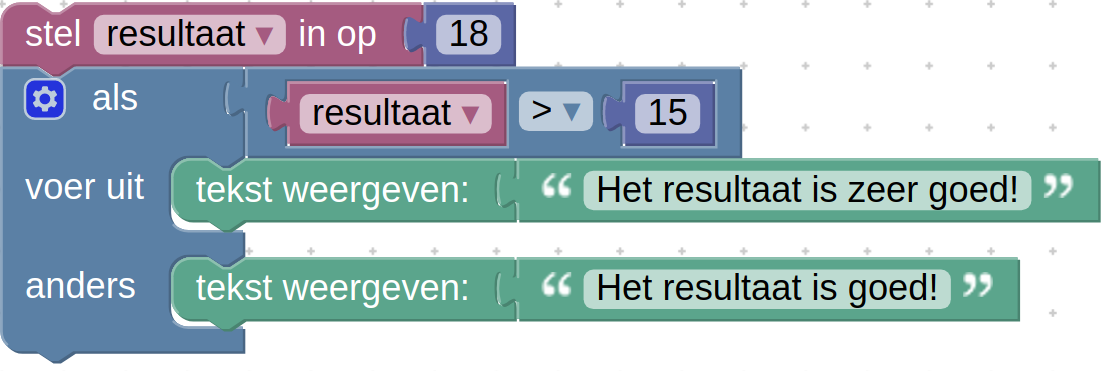 stel resultaat ▾ in op 18
als resultaat ▾ > ▾ 15
voer uit tekst weergeven: “ Het resultaat is zeer goed! ”
anders tekst weergeven: “ Het resultaat is goed! ”